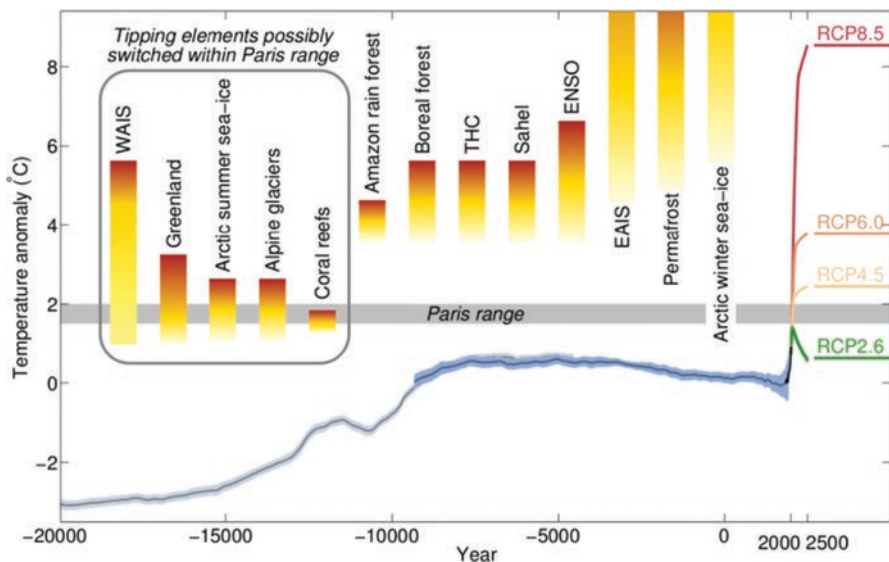 Tipping elements possibly
switched within Paris range
WAIS
Greenland
Arctic summer sea-ice
Alpine glaciers
Coral reefs
Amazon rain forest
Boreal forest
THC
Sahel
ENSO
EAIS
Permafrost
Arctic winter sea-ice
RCP8.5
RCP6.0
RCP4.5
RCP2.6
Paris range
Temperature anomaly (°C)
8
6
4
2
0
−2
-20000
-15000
-10000
-5000
0
2000
2500
Year